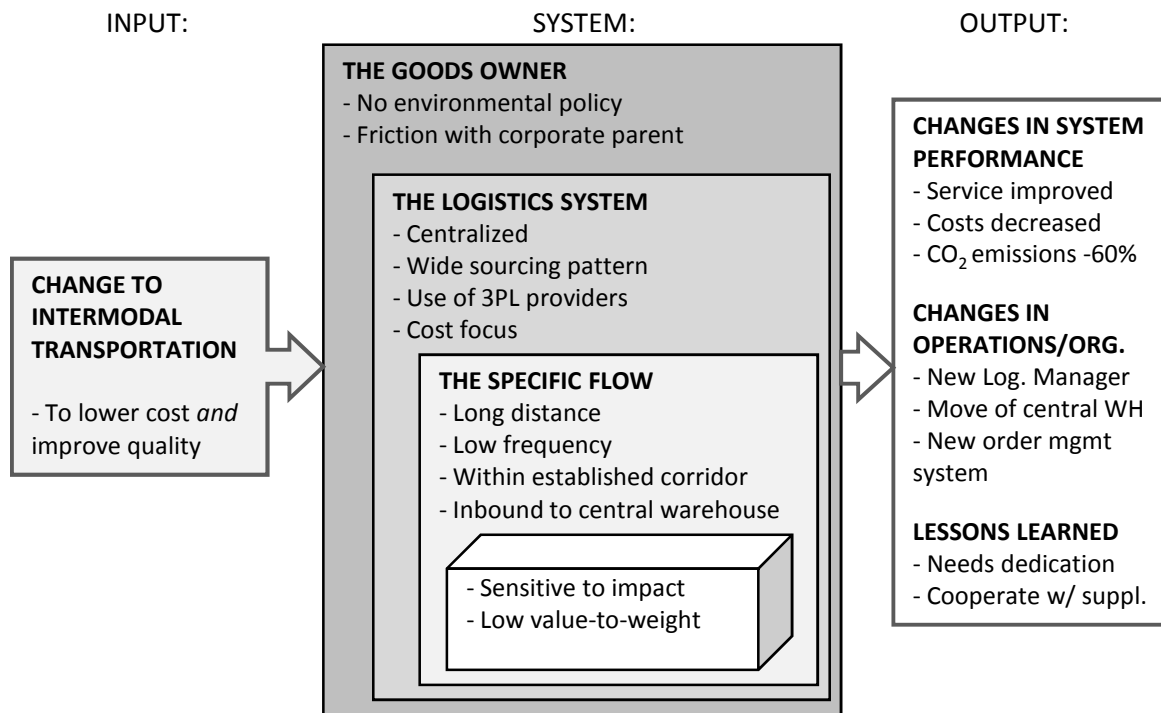 INPUT:
SYSTEM:
OUTPUT:
CHANGE TO
INTERMODAL
TRANSPORTATION
- To lower cost and
improve quality
THE GOODS OWNER
- No environmental policy
- Friction with corporate parent
THE LOGISTICS SYSTEM
- Centralized
- Wide sourcing pattern
- Use of 3PL providers
- Cost focus
THE SPECIFIC FLOW
- Long distance
- Low frequency
- Within established corridor
- Inbound to central warehouse
- Sensitive to impact
- Low value-to-weight
CHANGES IN SYSTEM
PERFORMANCE
- Service improved
- Costs decreased
- CO₂ emissions -60%
CHANGES IN
OPERATIONS/ORG.
- New Log. Manager
- Move of central WH
- New order mgmt
system
LESSONS LEARNED
- Needs dedication
- Cooperate w/ suppl.